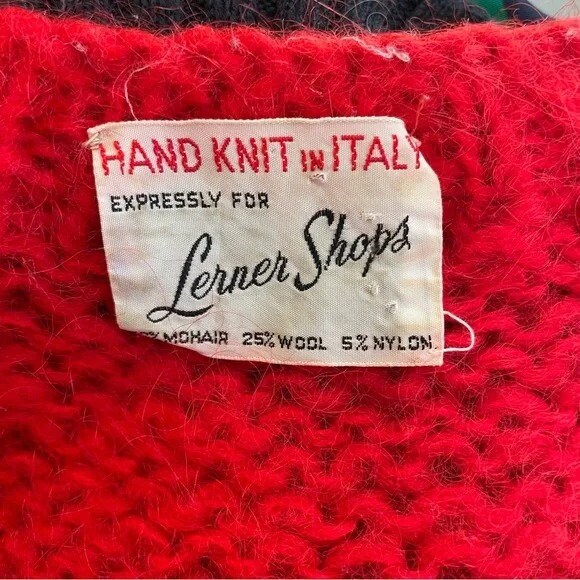 HAND KNIT IN ITALY
EXPRESSLY FOR
Lerner Shops
% MOHAIR 25% WOOL 5% NYLON